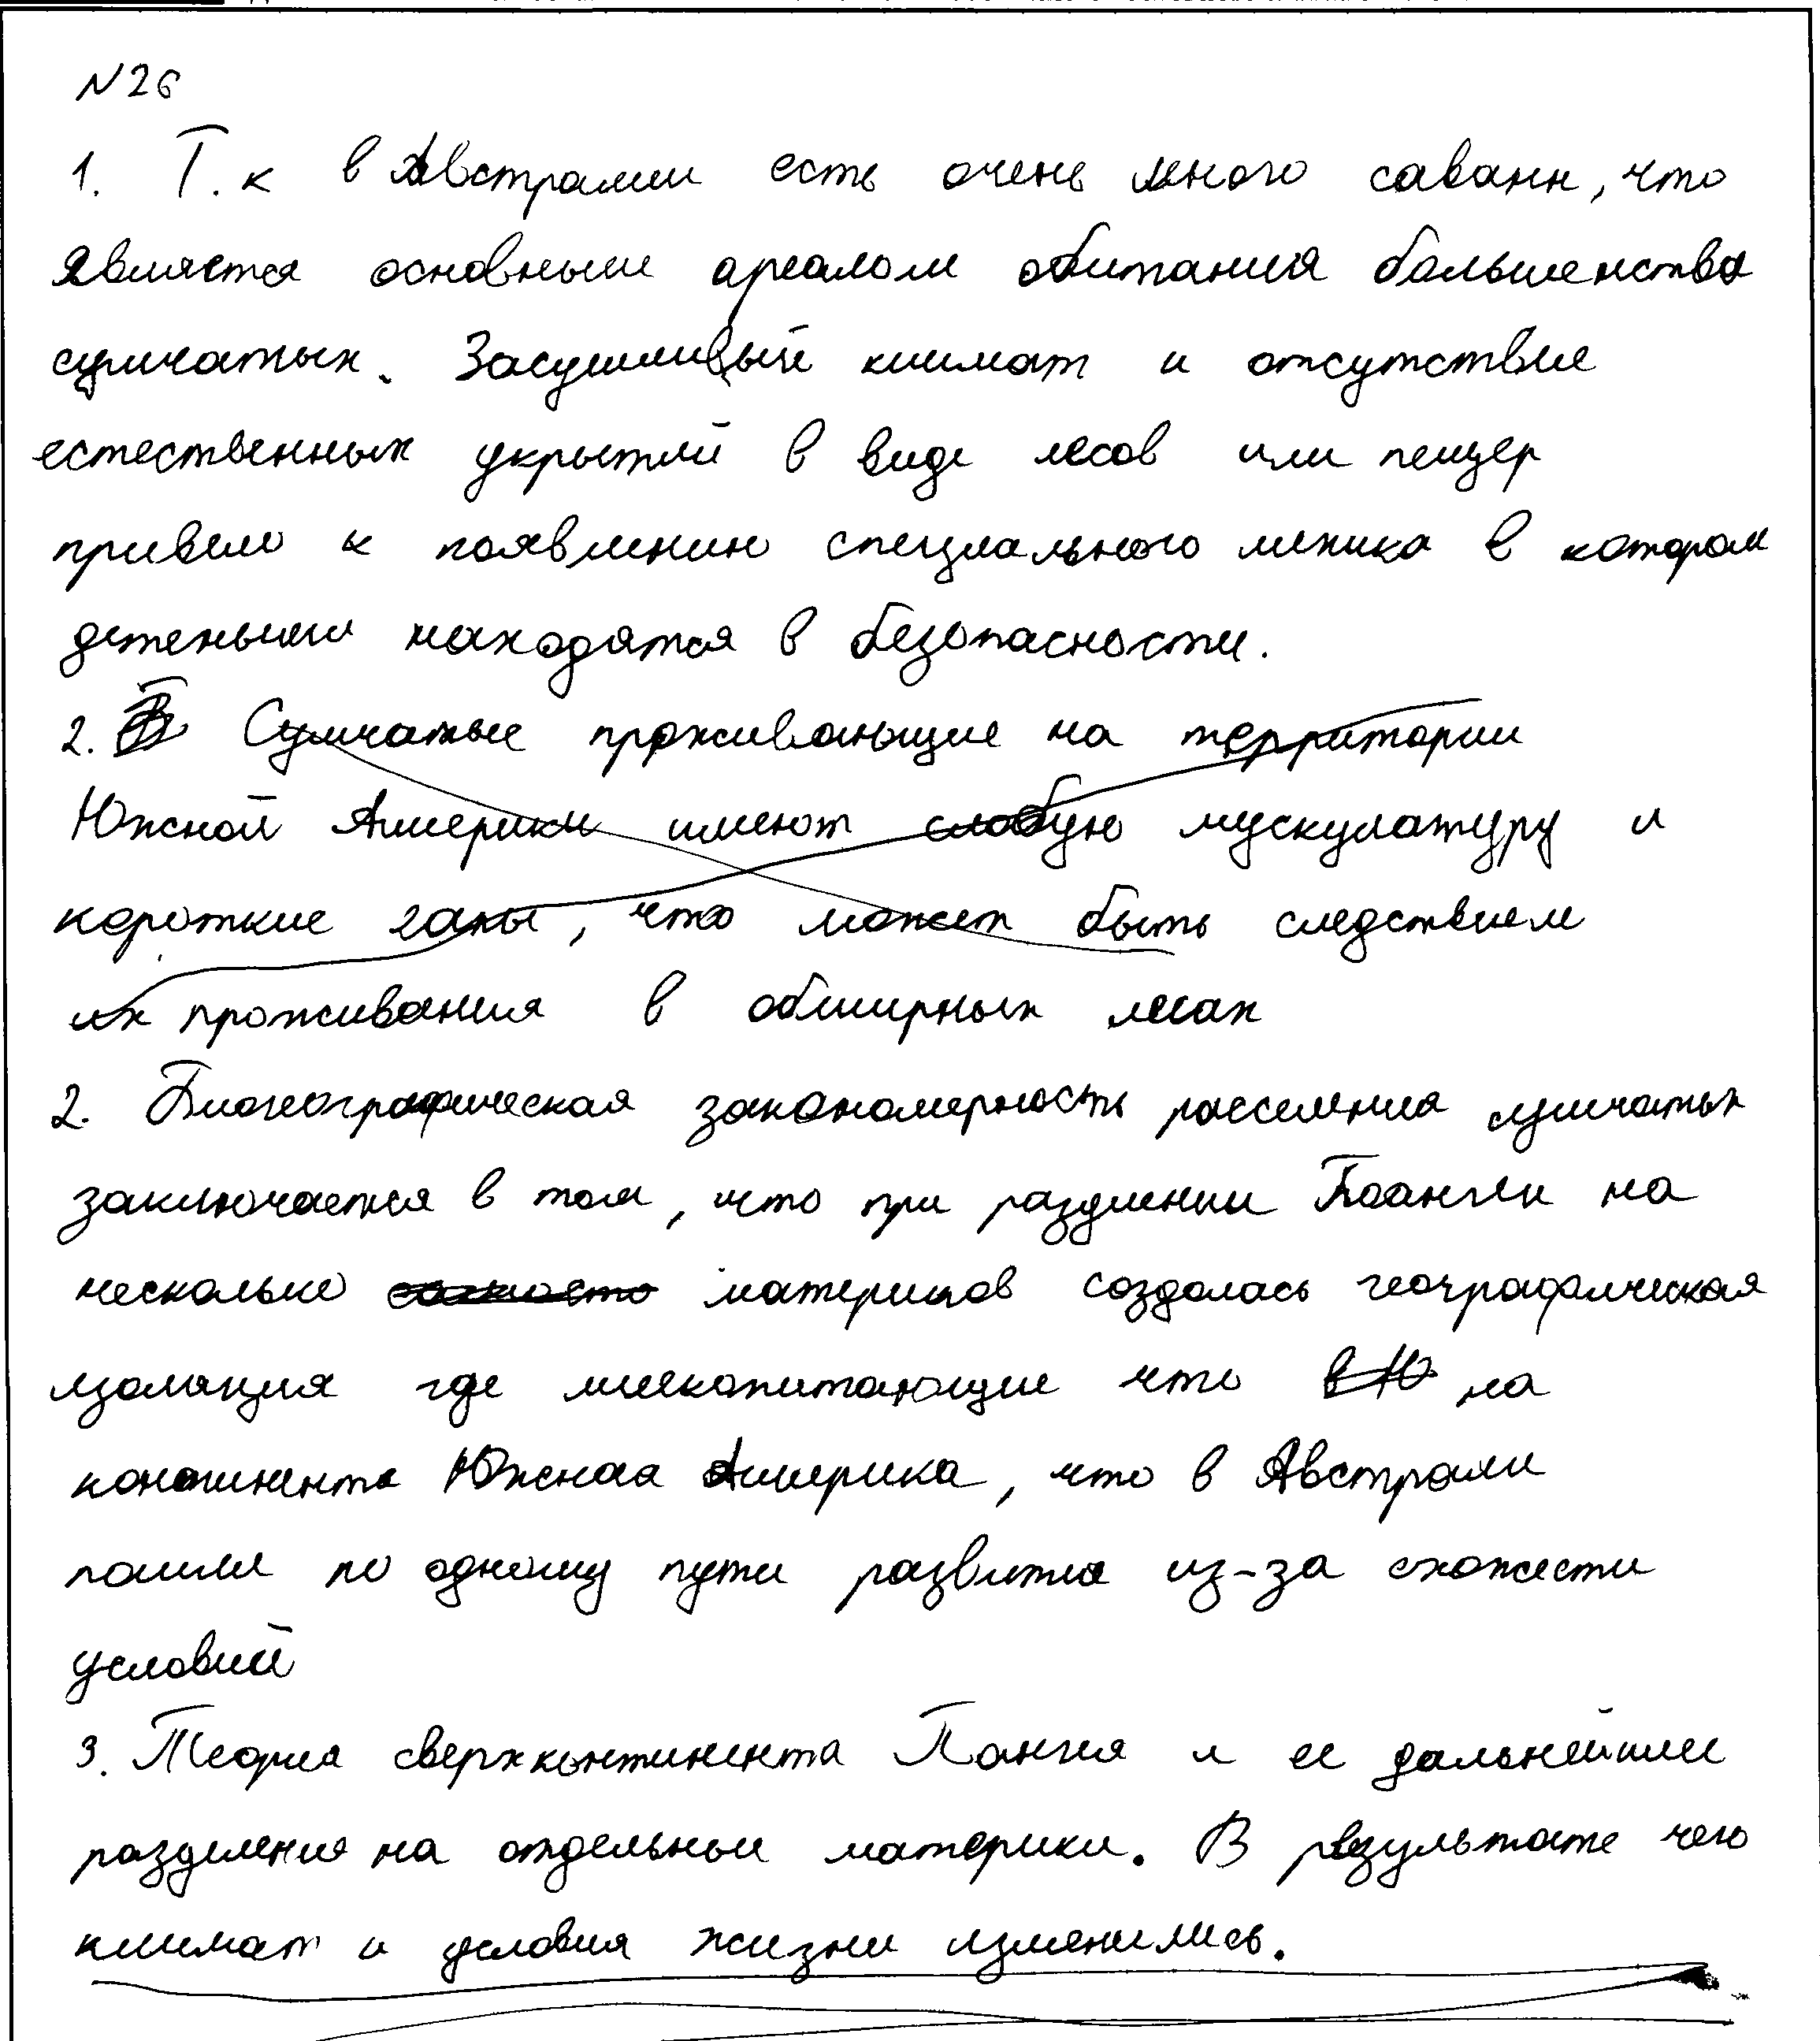 N26
1. Т.к в Австралии есть очень много саванн, что
является основным ареалом обитания большенства
сумчатых. Засушливый климат и отсутствие
естественных укрытий в виде лесов или пещер
привело к появлению специального мешка в котором
детеныши находятся в безопасности.
2. Сумчатые проживающие на территории
Южной Америки имеют слабую мускулатуру и
короткие лапы, что может быть следствием
их проживания в обширных лесах
2. Биогеографическая закономерность расселения сумчатых
заключается в том, что при разделении Пангеи на
несколько материков создалась географическая
изоляция где млекопитающие что на
континенте Южная Америка, что в Австралии
пошли по одному пути развития из-за схожести
условий
3. Теория сверхконтинента Пангея и ее дальнейшее
разделение на отдельные материки. В результате чего
климат и условия жизни изменились.